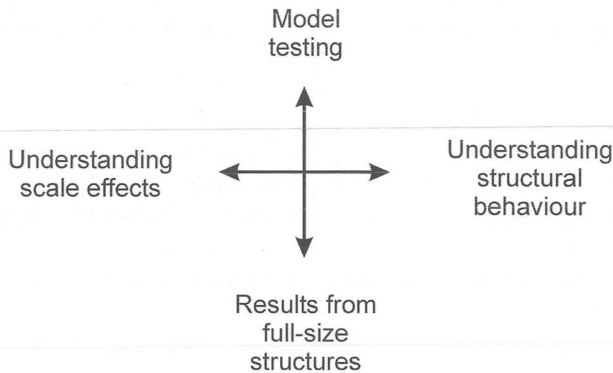 Model
testing
Understanding
scale effects
Understanding
structural
behaviour
Results from
full-size
structures